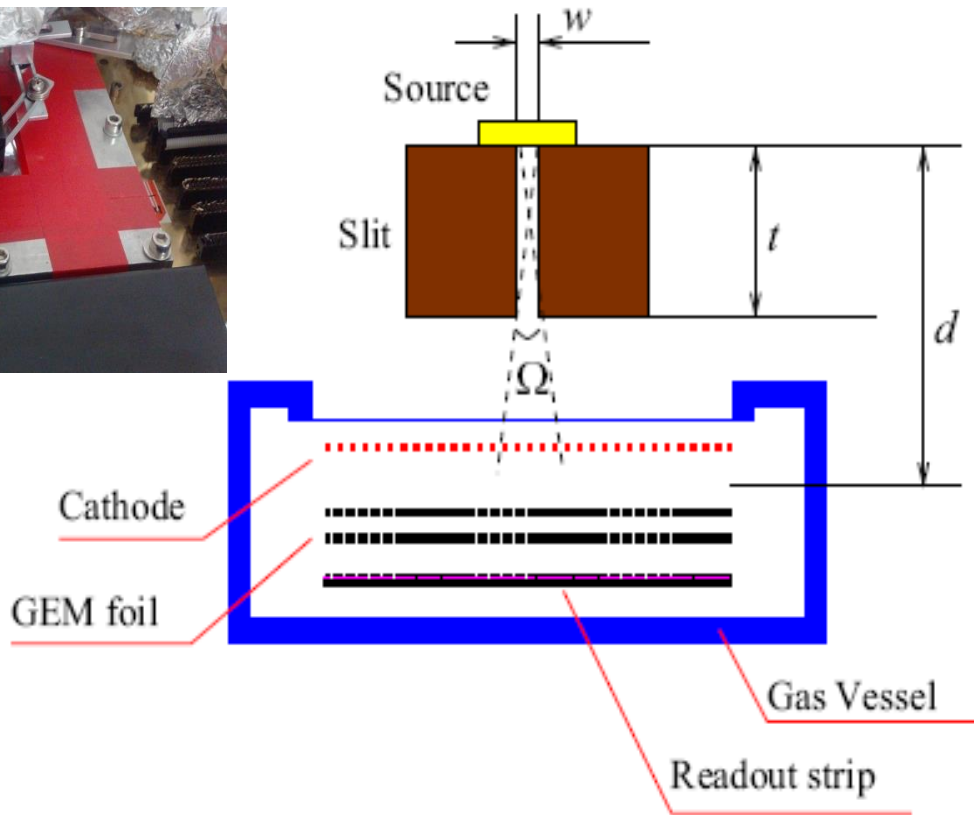 w
Source
Slit
t
d
Ω
Cathode
GEM foil
Gas Vessel
Readout strip